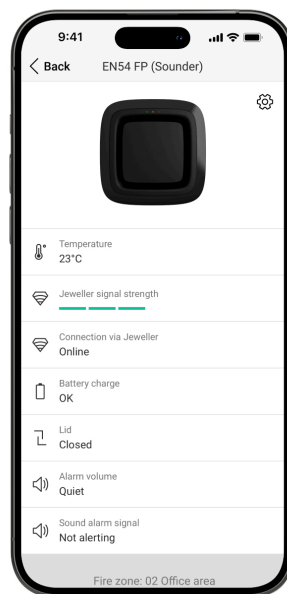 9:41
Back
EN54 FP (Sounder)
Temperature
23°C
Jeweller signal strength
Connection via Jeweller
Online
Battery charge
OK
Lid
Closed
Alarm volume
Quiet
Sound alarm signal
Not alerting
Fire zone: 02 Office area